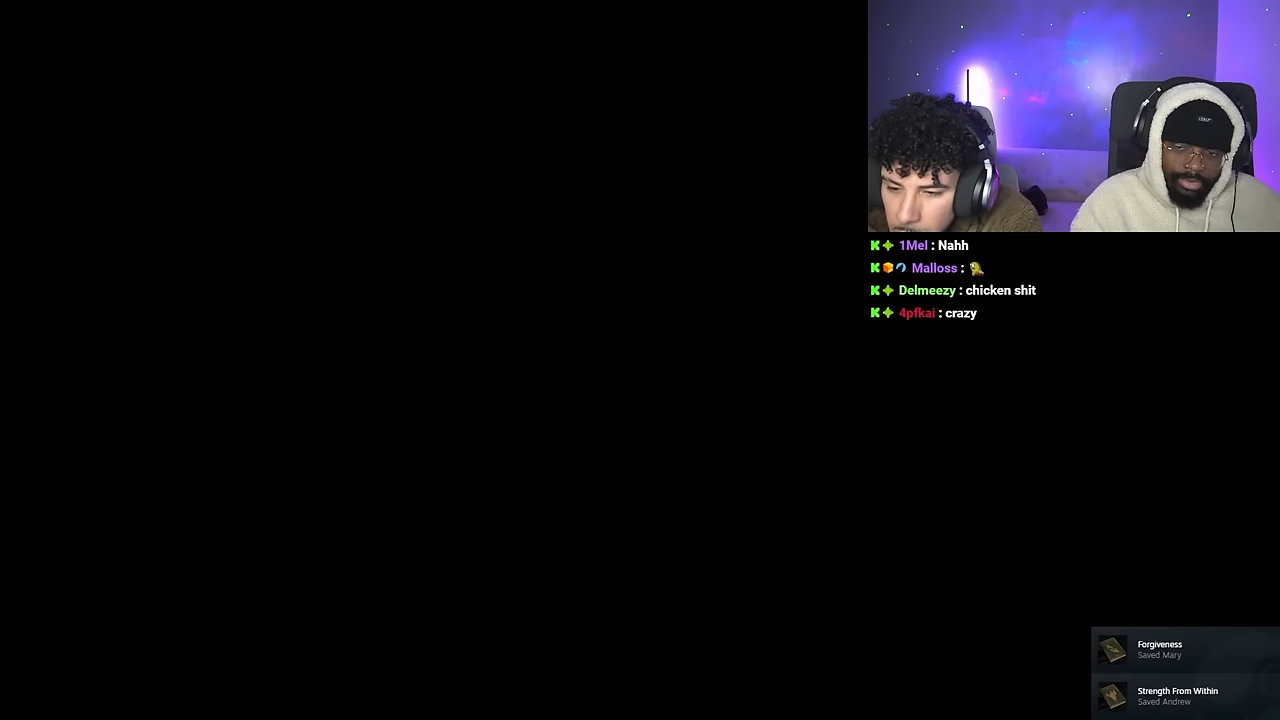 1Mel : Nahh
Malloss :
Delmeezy : chicken shit
4pfkai : crazy
Forgiveness
Saved Mary
Strength From Within
Saved Andrew